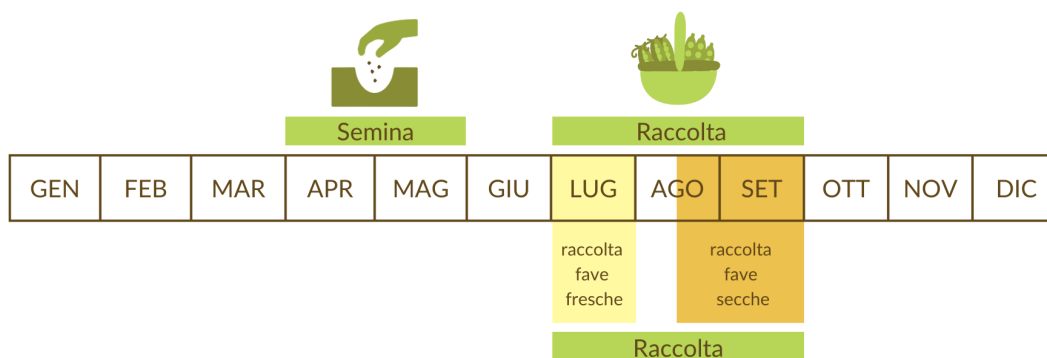 Semina
Raccolta
GEN FEB MAR APR MAG GIU LUG AGO SET OTT NOV DIC
raccolta
fave
fresche
raccolta
fave
secche
Raccolta